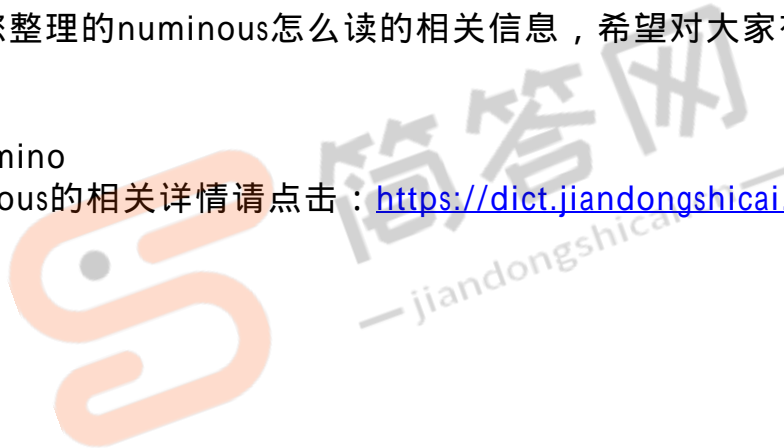 整理的numinous怎么读的相关信息，希望对大家
mino
ous的相关详情请点击：https://dict.jiandongshicai.
简答网
jiandongshicai